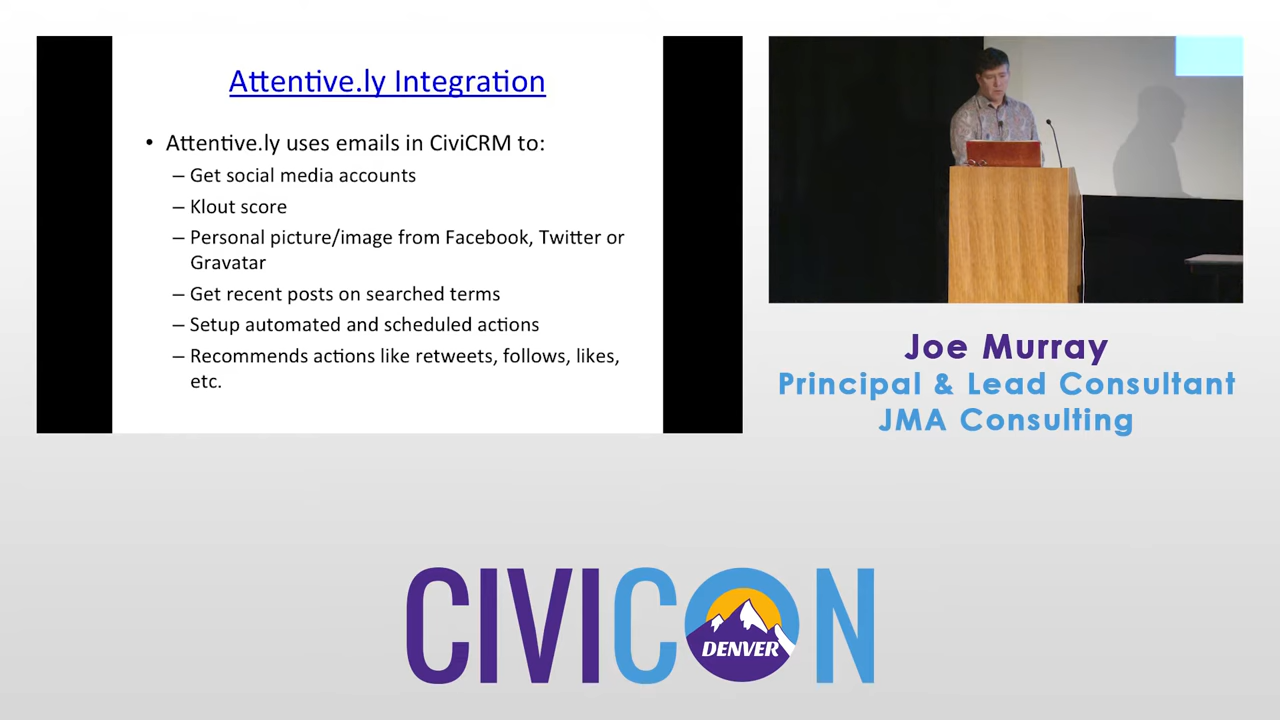 Attentive.ly Integration
• Attentive.ly uses emails in CiviCRM to:
– Get social media accounts
– Klout score
– Personal picture/image from Facebook, Twitter or
Gravatar
– Get recent posts on searched terms
– Setup automated and scheduled actions
– Recommends actions like retweets, follows, likes,
etc.
Joe Murray
Principal & Lead Consultant
JMA Consulting
CIVICON
DENVER